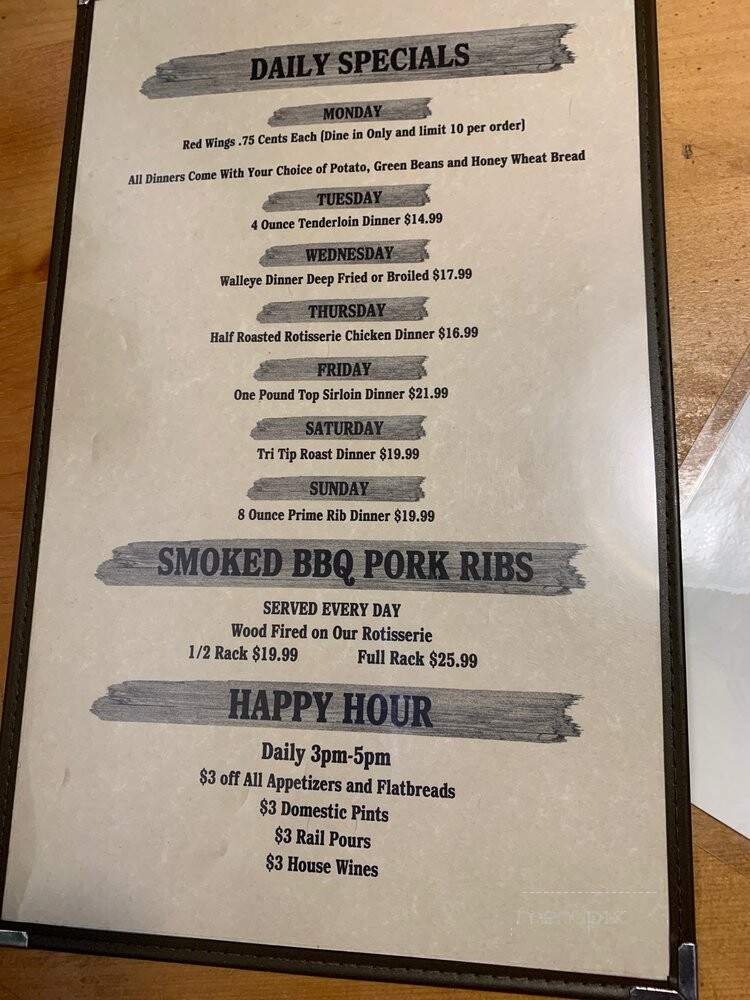 DAILY SPECIALS
MONDAY
Red Wings .75 Cents Each (Dine in Only and limit 10 per order)
All Dinners Come With Your Choice of Potato, Green Beans and Honey Wheat Bread
TUESDAY
4 Ounce Tenderloin Dinner $14.99
WEDNESDAY
Walleye Dinner Deep Fried or Broiled $17.99
THURSDAY
Half Roasted Rotisserie Chicken Dinner $16.99
FRIDAY
One Pound Top Sirloin Dinner $21.99
SATURDAY
Tri Tip Roast Dinner $19.99
SUNDAY
8 Ounce Prime Rib Dinner $19.99
SMOKED BBQ PORK RIBS
SERVED EVERY DAY
Wood Fired on Our Rotisserie
1/2 Rack $19.99 Full Rack $25.99
HAPPY HOUR
Daily 3pm-5pm
$3 off All Appetizers and Flatbreads
$3 Domestic Pints
$3 Rail Pours
$3 House Wines